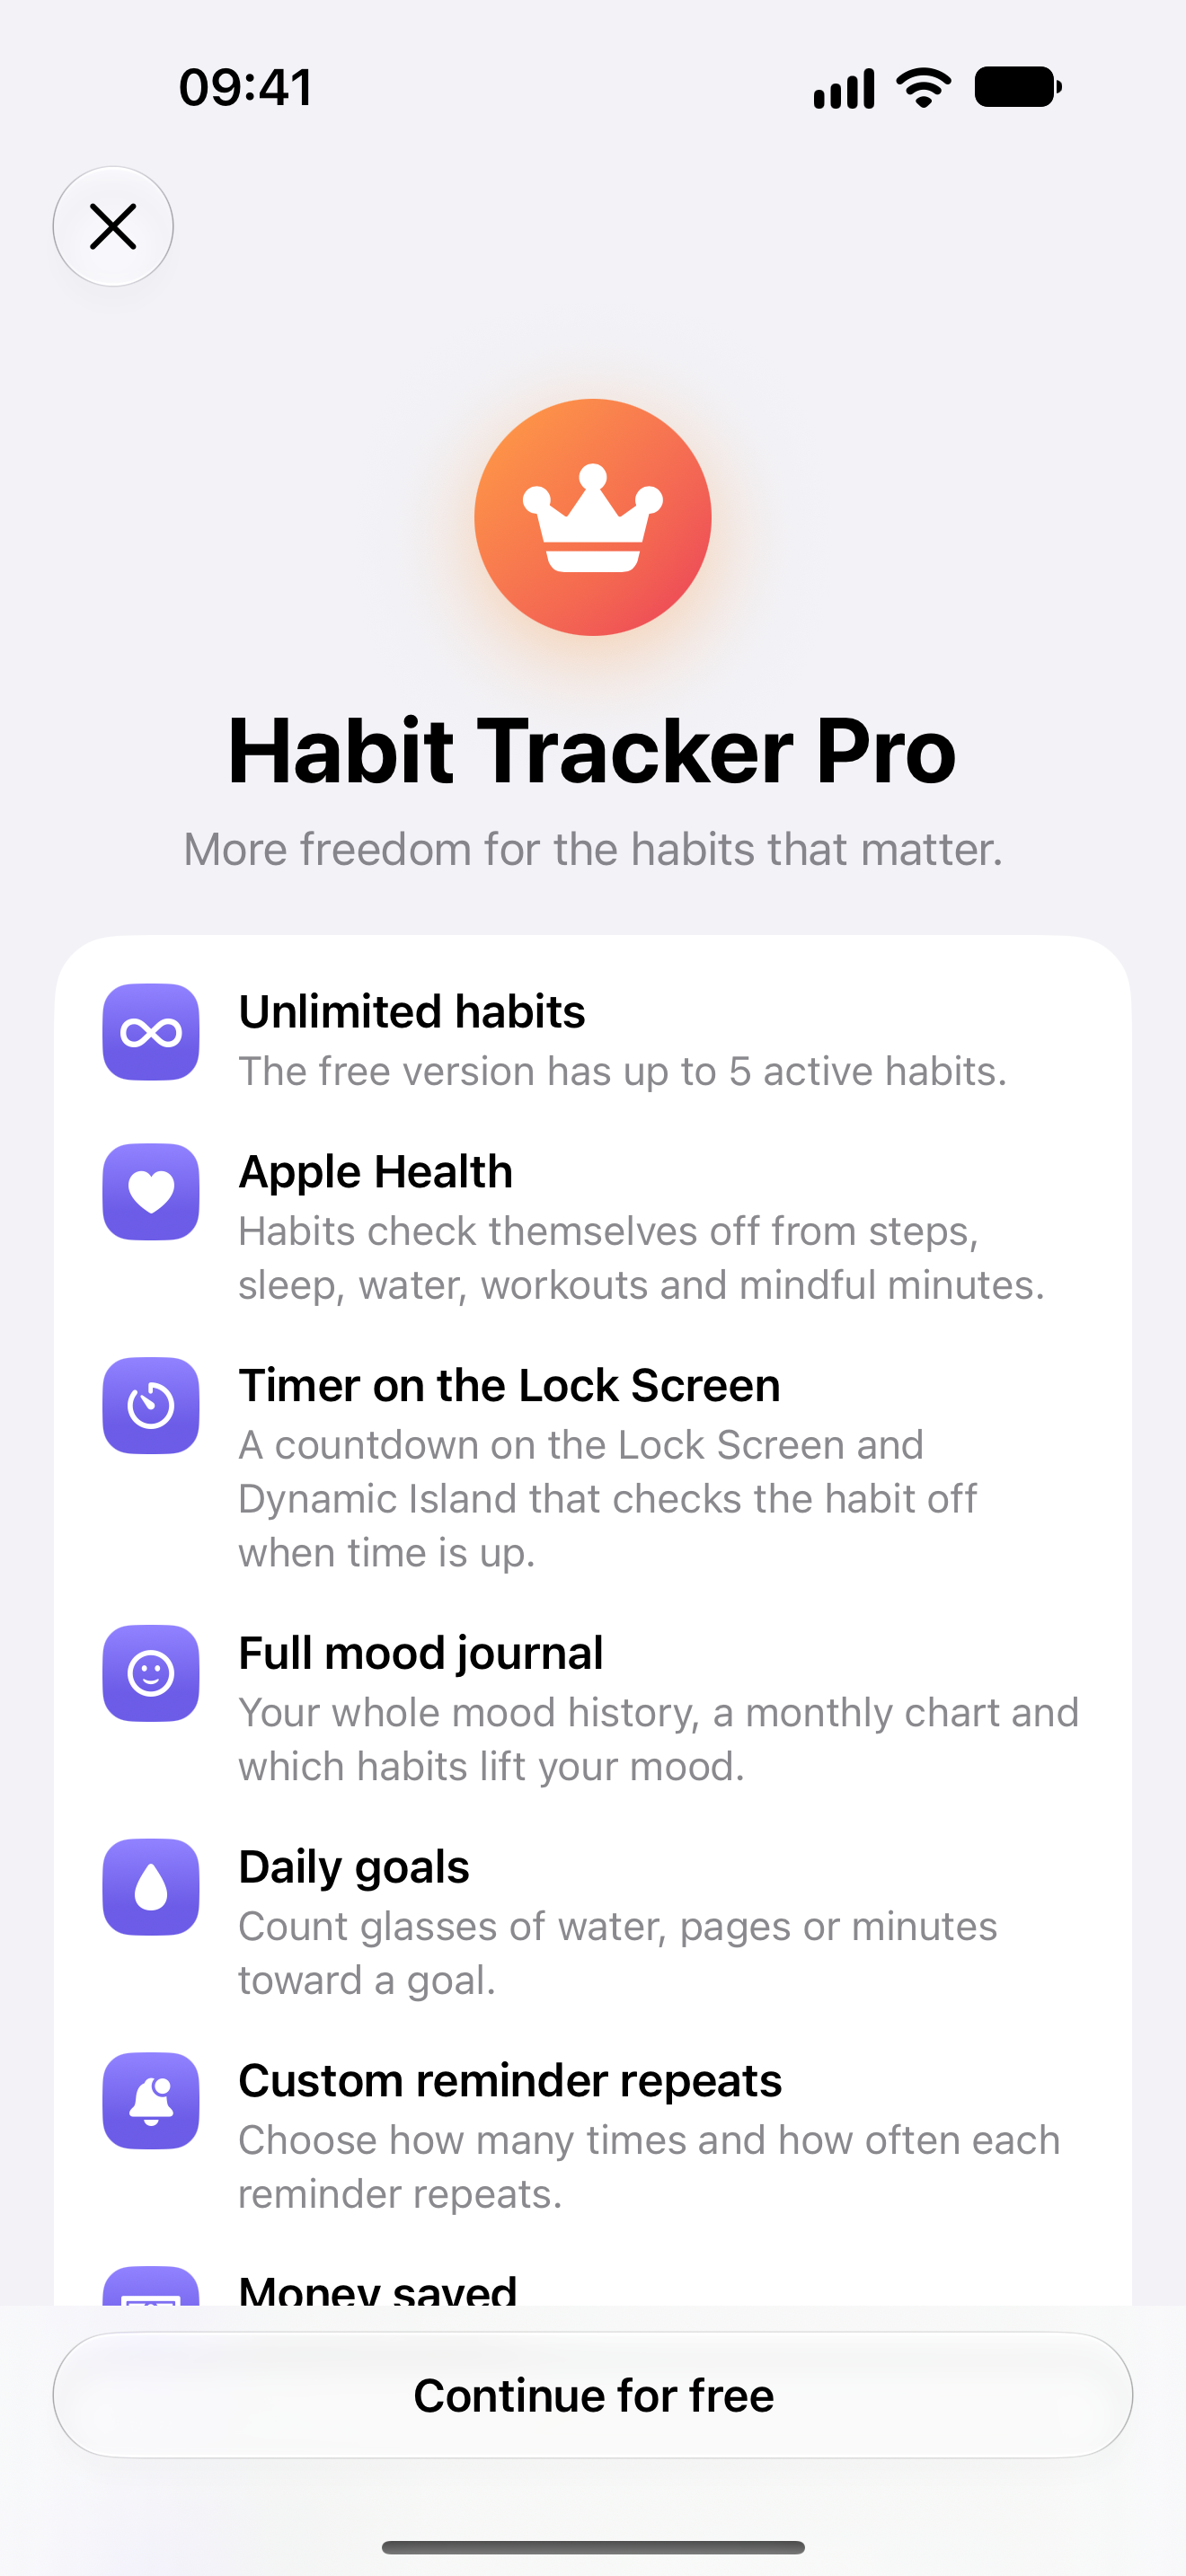 09:41
Habit Tracker Pro
More freedom for the habits that matter.
Unlimited habits
The free version has up to 5 active habits.
Apple Health
Habits check themselves off from steps,
sleep, water, workouts and mindful minutes.
Timer on the Lock Screen
A countdown on the Lock Screen and
Dynamic Island that checks the habit off
when time is up.
Full mood journal
Your whole mood history, a monthly chart and
which habits lift your mood.
Daily goals
Count glasses of water, pages or minutes
toward a goal.
Custom reminder repeats
Choose how many times and how often each
reminder repeats.
Money saved
Continue for free